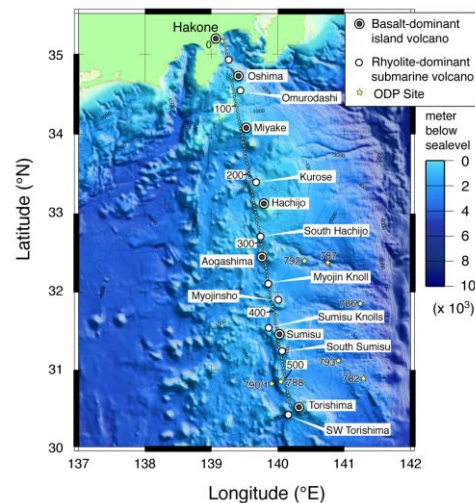 Hakone
0
Oshima
Omurodashi
100
Miyake
200
Kurose
Hachijo
South Hachijo
300
792
787
Aogashima
Myojin Knoll
Myojinsho
786
400
Sumisu Knolls
Sumisu
South Sumisu
500
793
790/1
788
782
Torishima
SW Torishima
35
34
33
32
31
30
137
138
139
140
141
142
Latitude (°N)
Longitude (°E)
Basalt-dominant
island volcano
Rhyolite-dominant
submarine volcano
ODP Site
meter
below
sealevel
0
2
4
6
8
10
(x 10³)